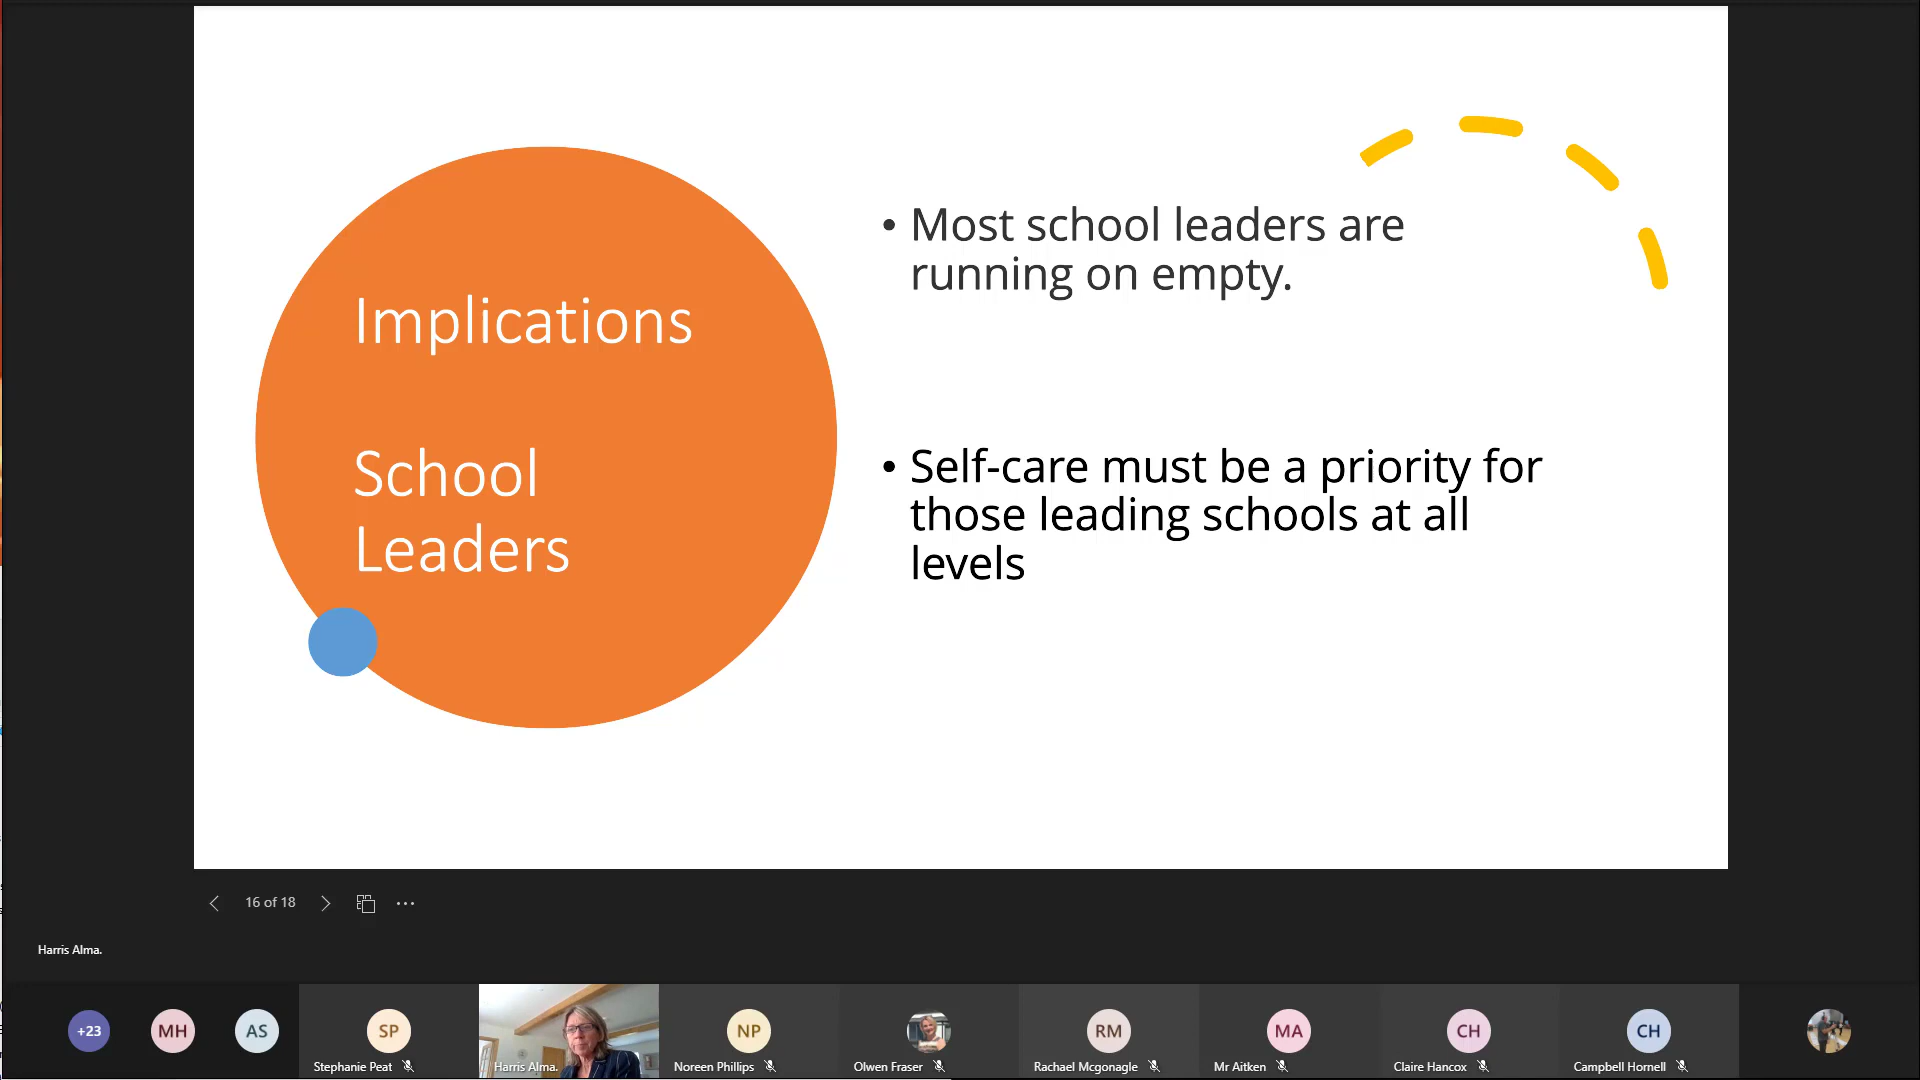 Implications
School
Leaders
• Most school leaders are
running on empty.
• Self-care must be a priority for
those leading schools at all
levels
16 of 18
Harris Alma.
+23
MH
AS
SP
Stephanie Peat
Harris Alma.
NP
Noreen Phillips
Olwen Fraser
RM
Rachael Mcgonagle
MA
Mr Aitken
CH
Claire Hancox
CH
Campbell Hornell